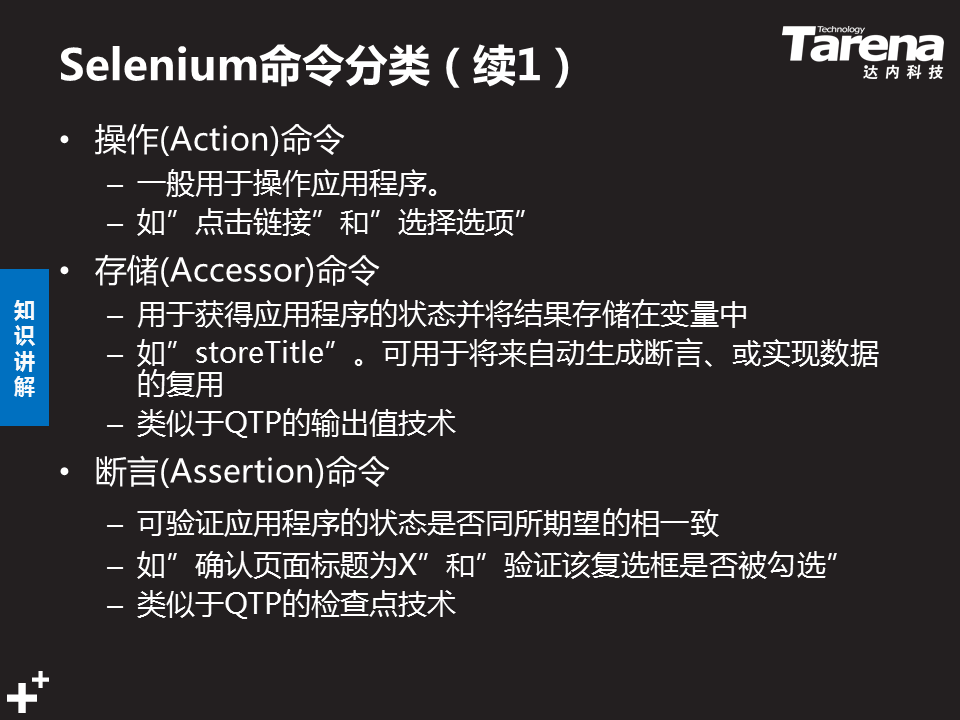 Selenium命令分类（续1）
Technology
Tarena
达内科技
• 操作(Action)命令
– 一般用于操作应用程序。
– 如”点击链接”和”选择选项”
• 存储(Accessor)命令
– 用于获得应用程序的状态并将结果存储在变量中
– 如”storeTitle”。可用于将来自动生成断言、或实现数据
的复用
– 类似于QTP的输出值技术
• 断言(Assertion)命令
– 可验证应用程序的状态是否同所期望的相一致
– 如”确认页面标题为X”和”验证该复选框是否被勾选”
– 类似于QTP的检查点技术
知
识
讲
解